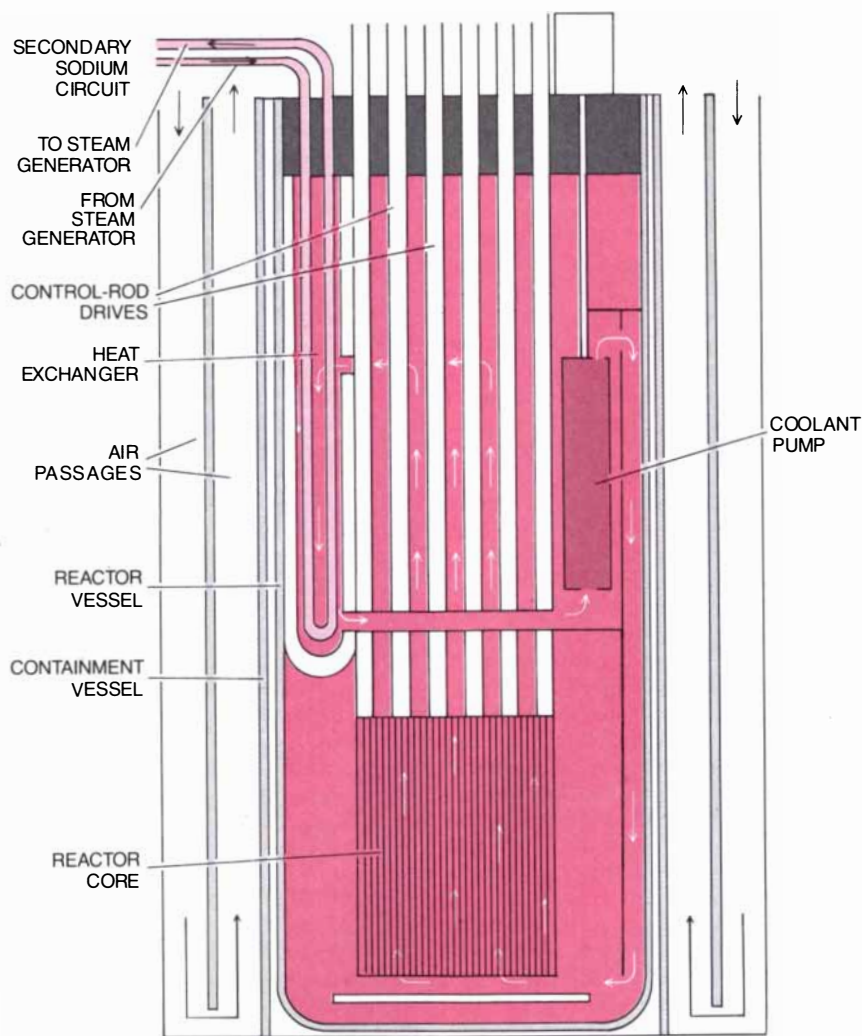 SECONDARY
SODIUM
CIRCUIT
TO STEAM
GENERATOR
FROM
STEAM
GENERATOR
CONTROL-ROD
DRIVES
HEAT
EXCHANGER
AIR
PASSAGES
REACTOR
VESSEL
CONTAINMENT
VESSEL
REACTOR
CORE
COOLANT
PUMP